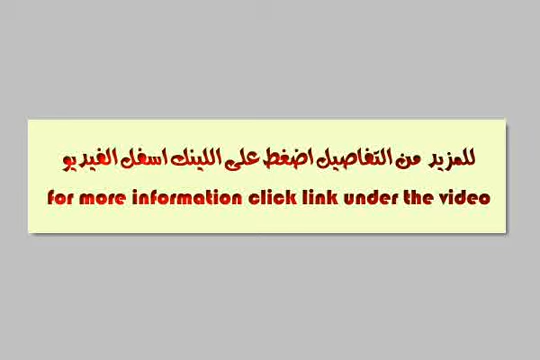 للمزيد من التفاصيل اضغط على اللينك اسفل الفيديو
for more information click link under the video